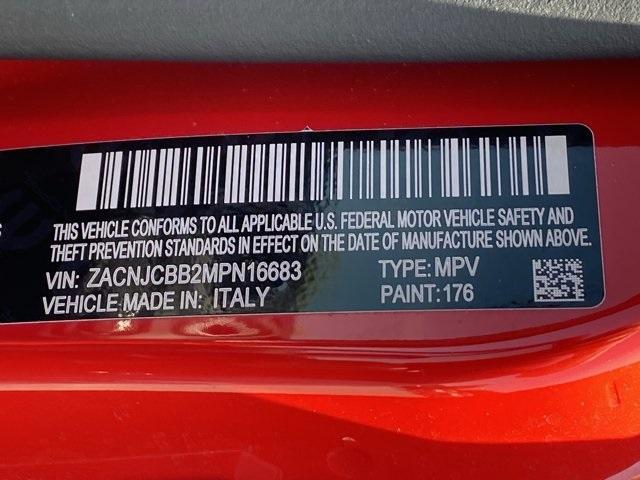 THIS VEHICLE CONFORMS TO ALL APPLICABLE U.S. FEDERAL MOTOR VEHICLE SAFETY AND
THEFT PREVENTION STANDARDS IN EFFECT ON THE DATE OF MANUFACTURE SHOWN ABOVE.
VIN: ZACNJCBB2MPN16683 TYPE: MPV
VEHICLE MADE IN: ITALY PAINT: 176